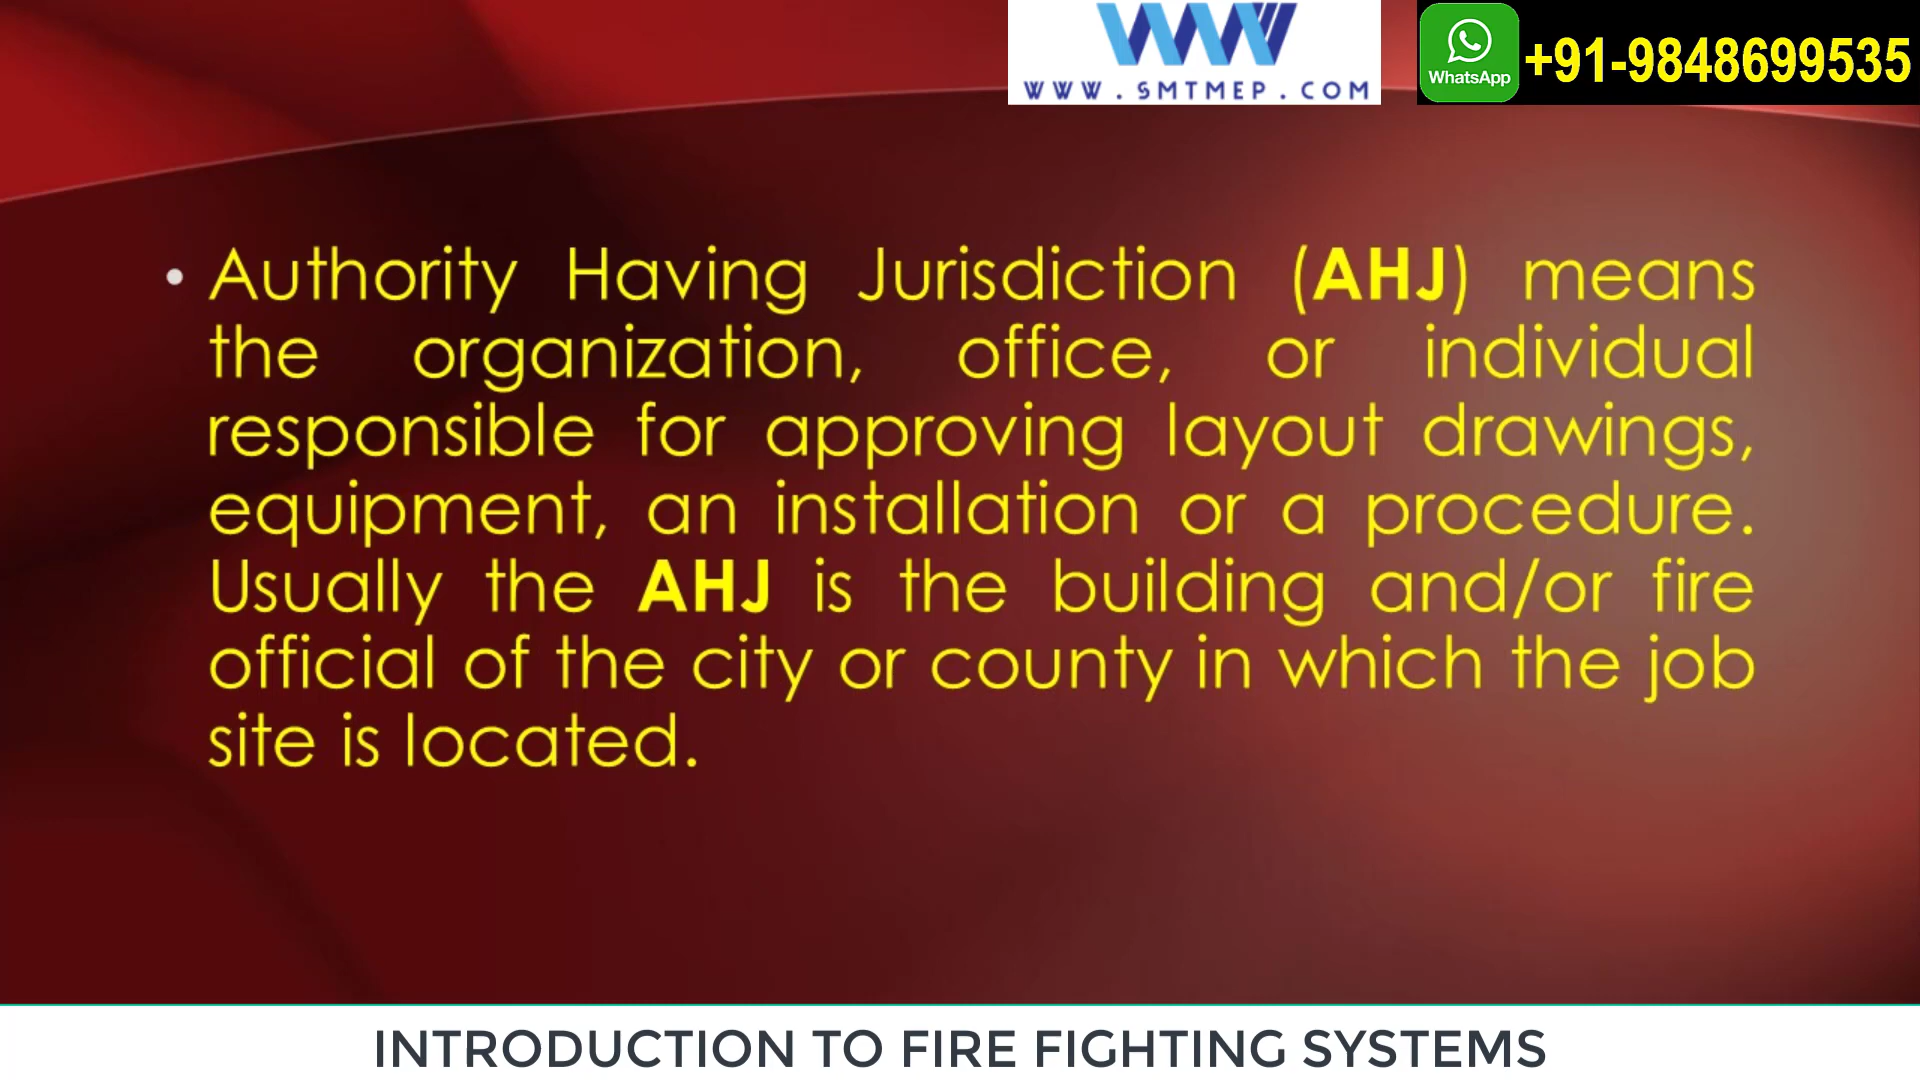 WWW.SMTMEP.COM
WhatsApp
+91-9848699535
• Authority Having Jurisdiction (AHJ) means
the organization, office, or individual
responsible for approving layout drawings,
equipment, an installation or a procedure.
Usually the AHJ is the building and/or fire
official of the city or county in which the job
site is located.
INTRODUCTION TO FIRE FIGHTING SYSTEMS